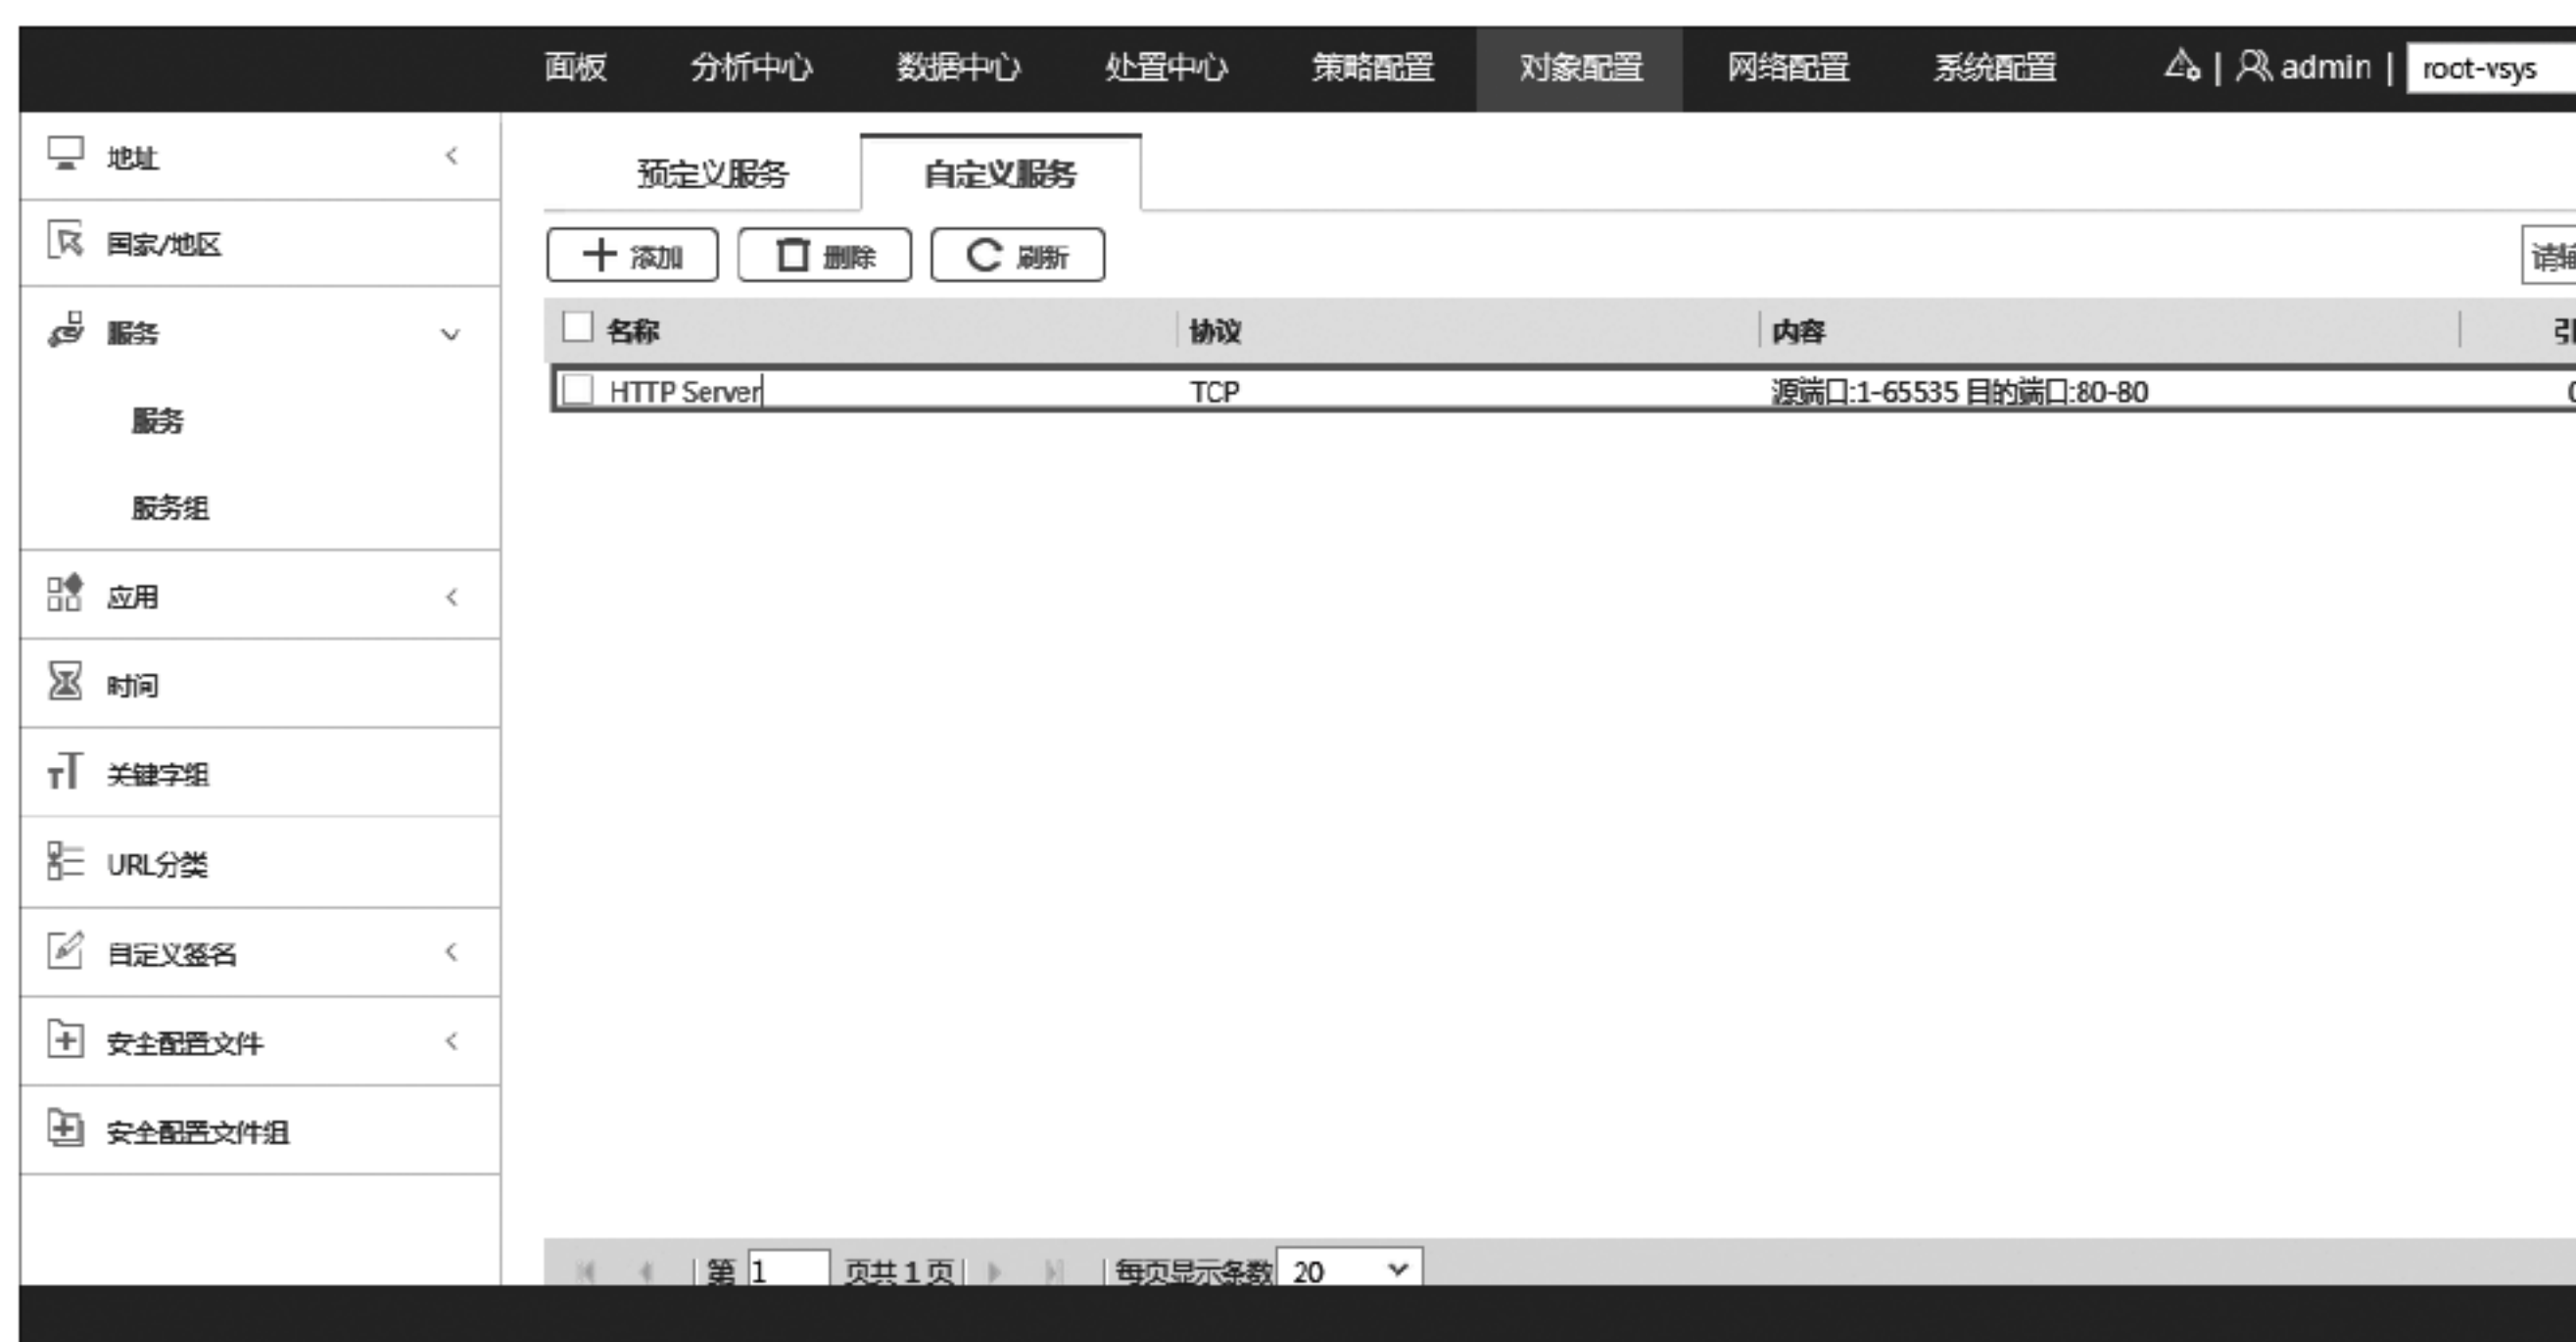 面板 分析中心 数据中心 处置中心 策略配置 对象配置 网络配置 系统配置 | admin | root-vsys
地址
国家/地区
服务
服务
服务组
应用
时间
关键字组
URL分类
自定义签名
安全配置文件
安全配置文件组
预定义服务 自定义服务
添加 删除 刷新
名称 协议 内容
HTTP Server TCP 源端口:1-65535 目的端口:80-80
第 1 页共 1 页 每页显示条数 20